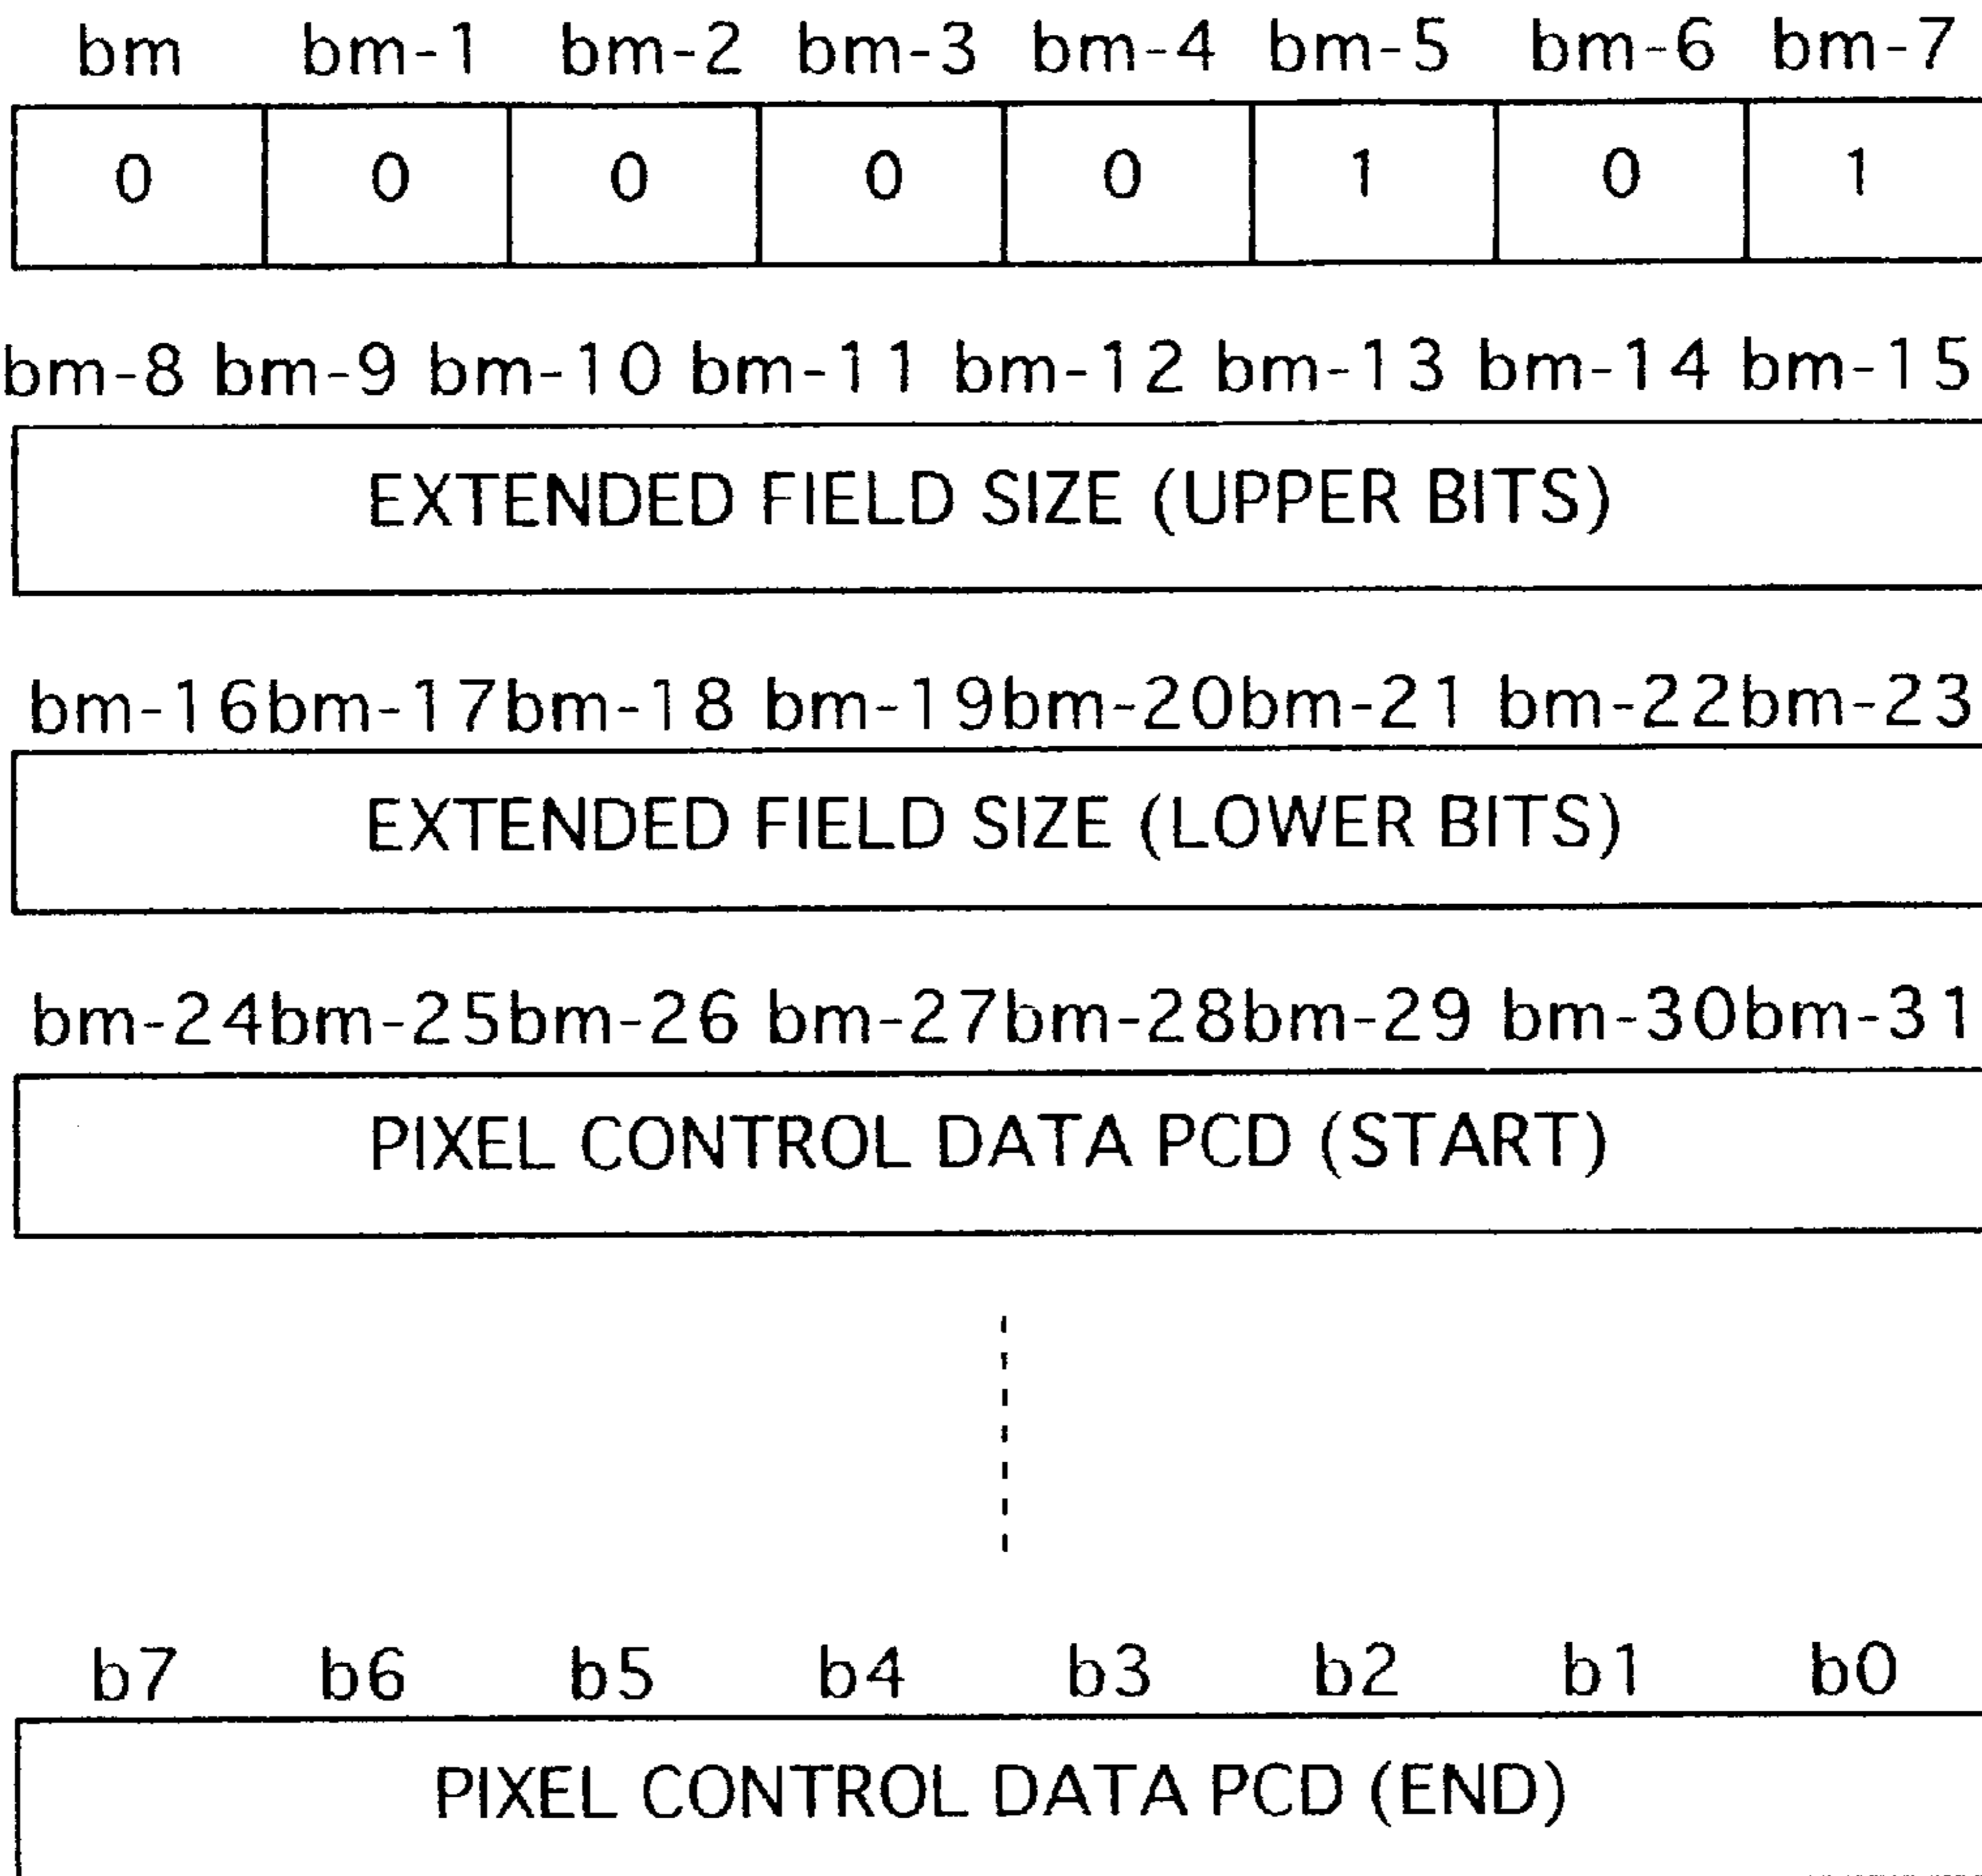 bm bm-1 bm-2 bm-3 bm-4 bm-5 bm-6 bm-7
0 0 0 0 0 1 0 1
bm-8 bm-9 bm-10 bm-11 bm-12 bm-13 bm-14 bm-15
EXTENDED FIELD SIZE (UPPER BITS)
bm-16bm-17bm-18 bm-19bm-20bm-21 bm-22bm-23
EXTENDED FIELD SIZE (LOWER BITS)
bm-24bm-25bm-26 bm-27bm-28bm-29 bm-30bm-31
PIXEL CONTROL DATA PCD (START)
b7 b6 b5 b4 b3 b2 b1 b0
PIXEL CONTROL DATA PCD (END)